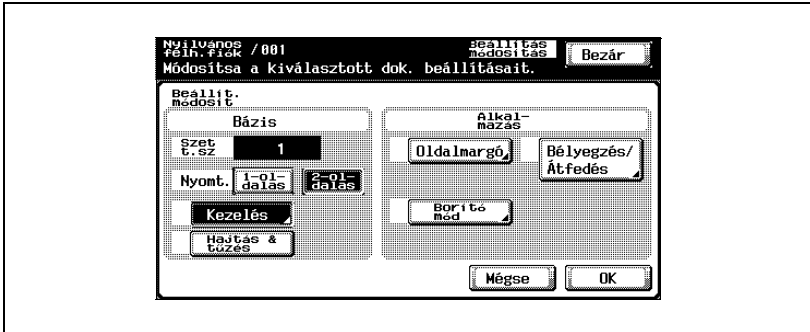 Nyilvános
felh.fiók /001
Beállítás
módosítás
Bezár
Módosítsa a kiválasztott dok. beállításait.
Beállít.
módosít
Bázis
Szet
t.sz
1
Nyomt.
1-ol-
dalas
2-ol-
dalas
Kezelés
Hajtás &
tűzés
Alkal-
mazás
Oldalmargó
Bélyegzés/
Átfedés
Borító
mód
Mégse
OK